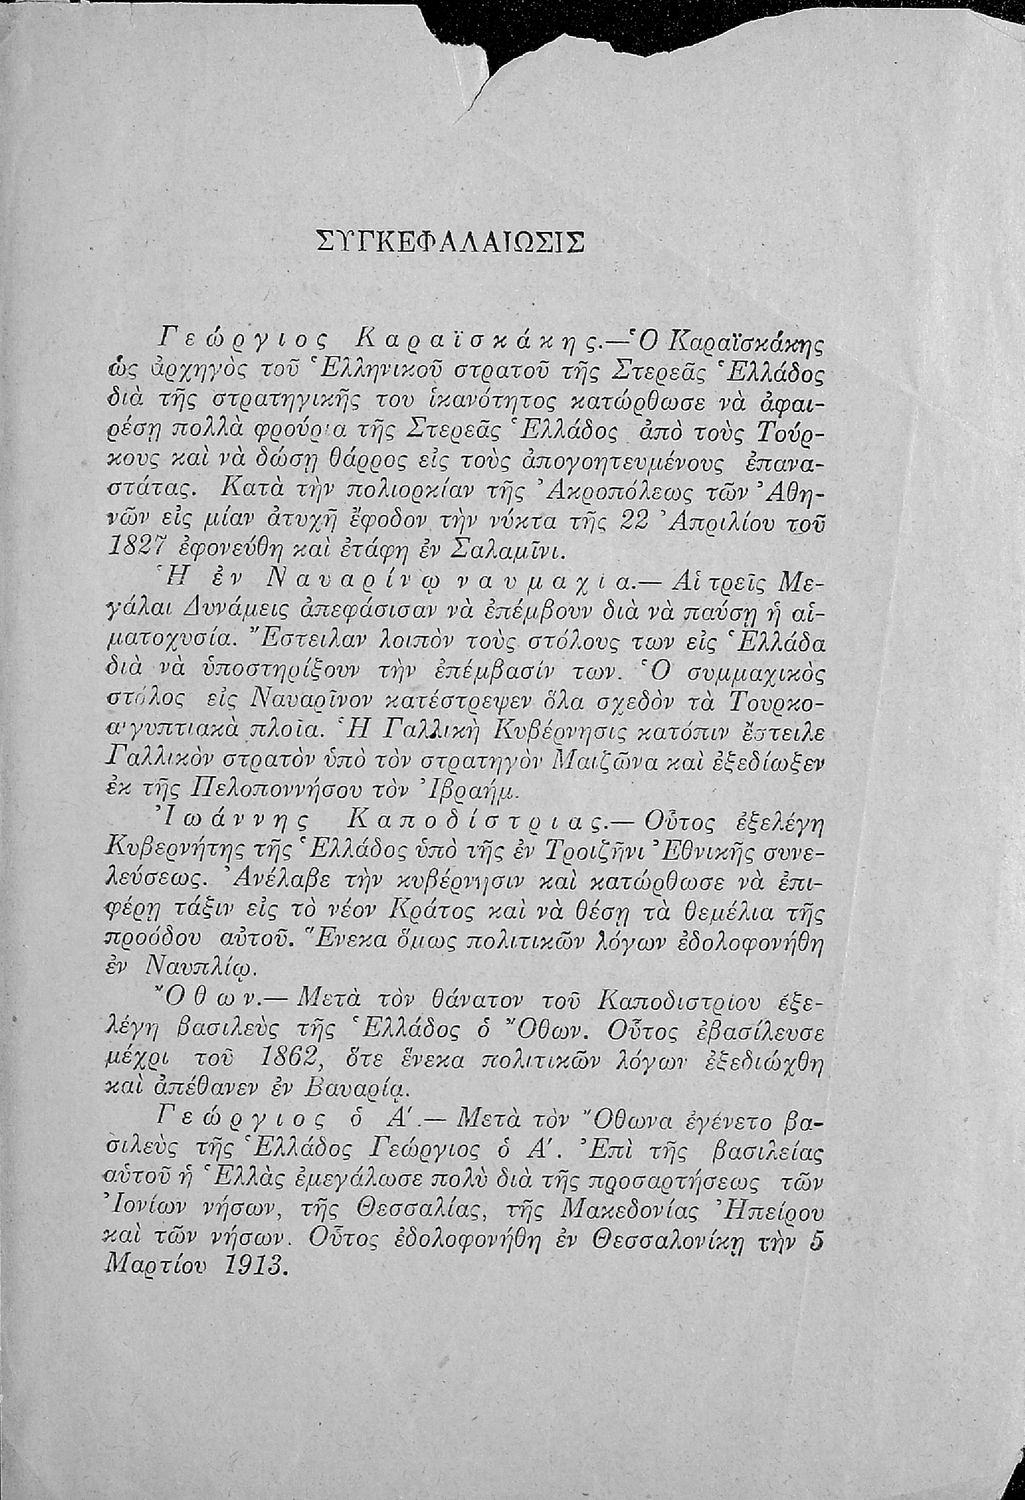 ΣΥΓΚΕΦΑΛΑΙΩΣΙΣ
Γεώργιος Καραϊσκάκης.—Ὁ Καραϊσκάκης
ὡς ἀρχηγὸς τοῦ Ἑλληνικοῦ στρατοῦ τῆς Στερεᾶς Ἑλλάδος
διὰ τῆς στρατηγικῆς του ἱκανότητος κατώρθωσε νὰ ἀφαι-
ρέσῃ πολλὰ φρούρια τῆς Στερεᾶς Ἑλλάδος ἀπὸ τοὺς Τούρ-
κους καὶ νὰ δώσῃ θάρρος εἰς τοὺς ἀπογοητευμένους ἐπανα-
στάτας. Κατὰ τὴν πολιορκίαν τῆς Ἀκροπόλεως τῶν Ἀθη-
νῶν εἰς μίαν ἀτυχῆ ἔφοδον τὴν νύκτα τῆς 22 Ἀπριλίου τοῦ
1827 ἐφονεύθη καὶ ἐτάφη ἐν Σαλαμῖνι.
Ἡ ἐν Ναυαρίνῳ ναυμαχία.— Αἱ τρεῖς Με-
γάλαι Δυνάμεις ἀπεφάσισαν νὰ ἐπέμβουν διὰ νὰ παύσῃ ἡ αἱ-
ματοχυσία. Ἔστειλαν λοιπὸν τοὺς στόλους των εἰς Ἑλλάδα
διὰ νὰ ὑποστηρίξουν τὴν ἐπέμβασίν των. Ὁ συμμαχικὸς
στόλος εἰς Ναυαρῖνον κατέστρεψεν ὅλα σχεδὸν τὰ Τουρκο-
αιγυπτιακὰ πλοῖα. Ἡ Γαλλικὴ Κυβέρνησις κατόπιν ἔστειλε
Γαλλικὸν στρατὸν ὑπὸ τὸν στρατηγὸν Μαιζῶνα καὶ ἐξεδίωξεν
ἐκ τῆς Πελοποννήσου τὸν Ἰβραήμ.
Ἰωάννης Καποδίστριας.— Οὗτος ἐξελέγη
Κυβερνήτης τῆς Ἑλλάδος ὑπὸ τῆς ἐν Τροιζῆνι Ἐθνικῆς συνε-
λεύσεως. Ἀνέλαβε τὴν κυβέρνησιν καὶ κατώρθωσε νὰ ἐπι-
φέρῃ τάξιν εἰς τὸ νέον Κράτος καὶ νὰ θέσῃ τὰ θεμέλια τῆς
προόδου αὐτοῦ. Ἕνεκα ὅμως πολιτικῶν λόγων ἐδολοφονήθη
ἐν Ναυπλίῳ.
Ὄθων.— Μετὰ τὸν θάνατον τοῦ Καποδιστρίου ἐξε-
λέγη βασιλεὺς τῆς Ἑλλάδος ὁ Ὄθων. Οὗτος ἐβασίλευσε
μέχρι τοῦ 1862, ὅτε ἕνεκα πολιτικῶν λόγων ἐξεδιώχθη
καὶ ἀπέθανεν ἐν Βαυαρίᾳ.
Γεώργιος ὁ Α′.— Μετὰ τὸν Ὄθωνα ἐγένετο βα-
σιλεὺς τῆς Ἑλλάδος Γεώργιος ὁ Α′. Ἐπὶ τῆς βασιλείας
αὐτοῦ ἡ Ἑλλὰς ἐμεγάλωσε πολὺ διὰ τῆς προσαρτήσεως τῶν
Ἰονίων νήσων, τῆς Θεσσαλίας, τῆς Μακεδονίας Ἠπείρου
καὶ τῶν νήσων. Οὗτος ἐδολοφονήθη ἐν Θεσσαλονίκῃ τὴν 5
Μαρτίου 1913.